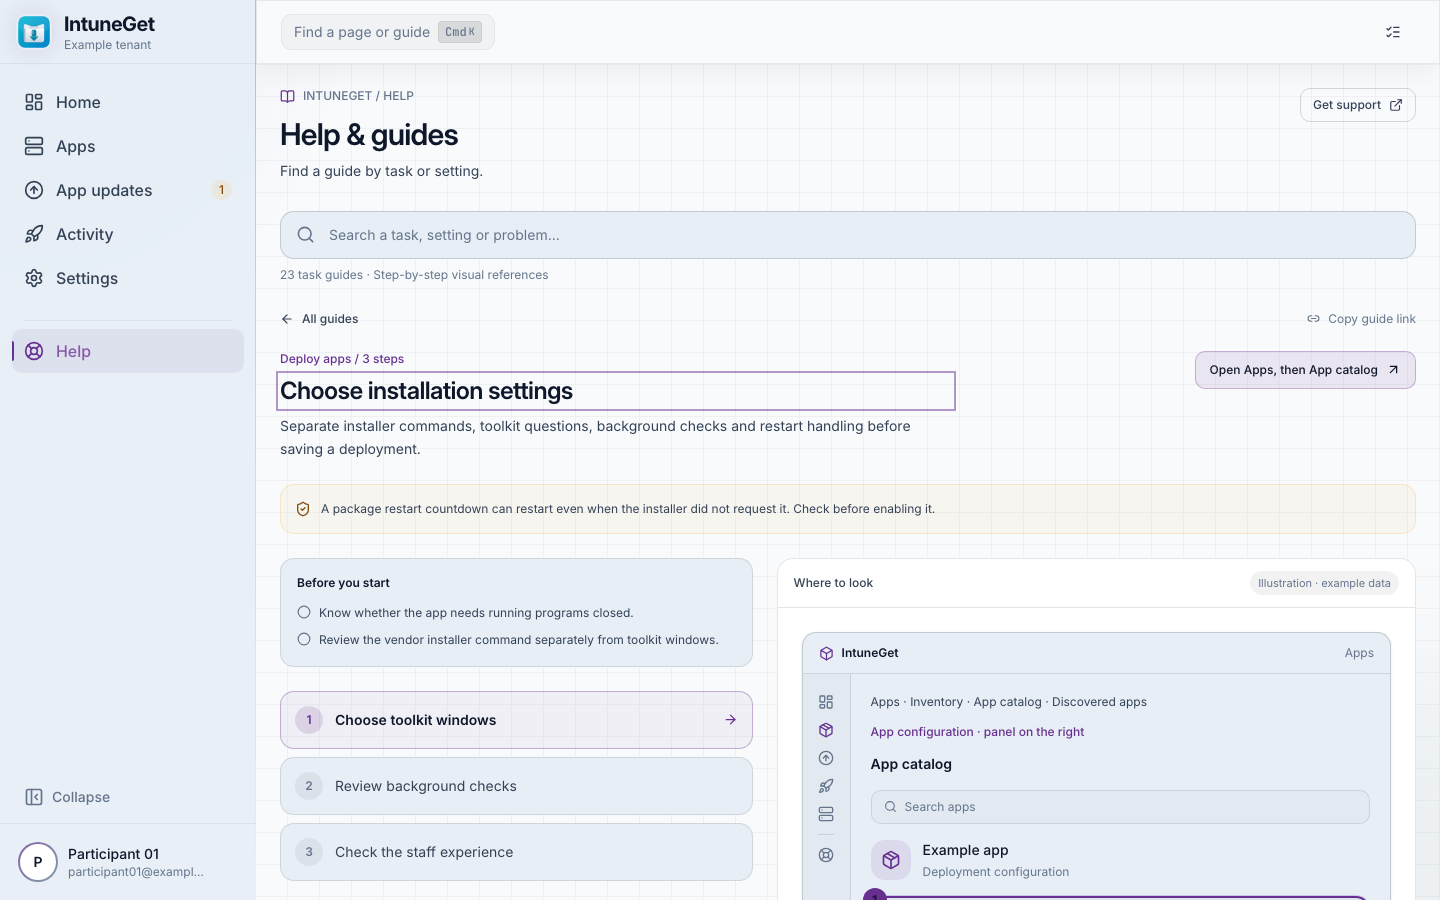 IntuneGet
Example tenant
Find a page or guide
Cmd K
Home
Apps
App updates
1
Activity
Settings
Help
Collapse
P
Participant 01
participant01@exampl...
INTUNEGET / HELP
Help & guides
Find a guide by task or setting.
Get support
Search a task, setting or problem...
23 task guides · Step-by-step visual references
All guides
Copy guide link
Deploy apps / 3 steps
Choose installation settings
Separate installer commands, toolkit questions, background checks and restart handling before
saving a deployment.
Open Apps, then App catalog
A package restart countdown can restart even when the installer did not request it. Check before enabling it.
Before you start
Know whether the app needs running programs closed.
Review the vendor installer command separately from toolkit windows.
1 Choose toolkit windows
2 Review background checks
3 Check the staff experience
Where to look
Illustration · example data
IntuneGet
Apps
Apps · Inventory · App catalog · Discovered apps
App configuration · panel on the right
App catalog
Search apps
Example app
Deployment configuration